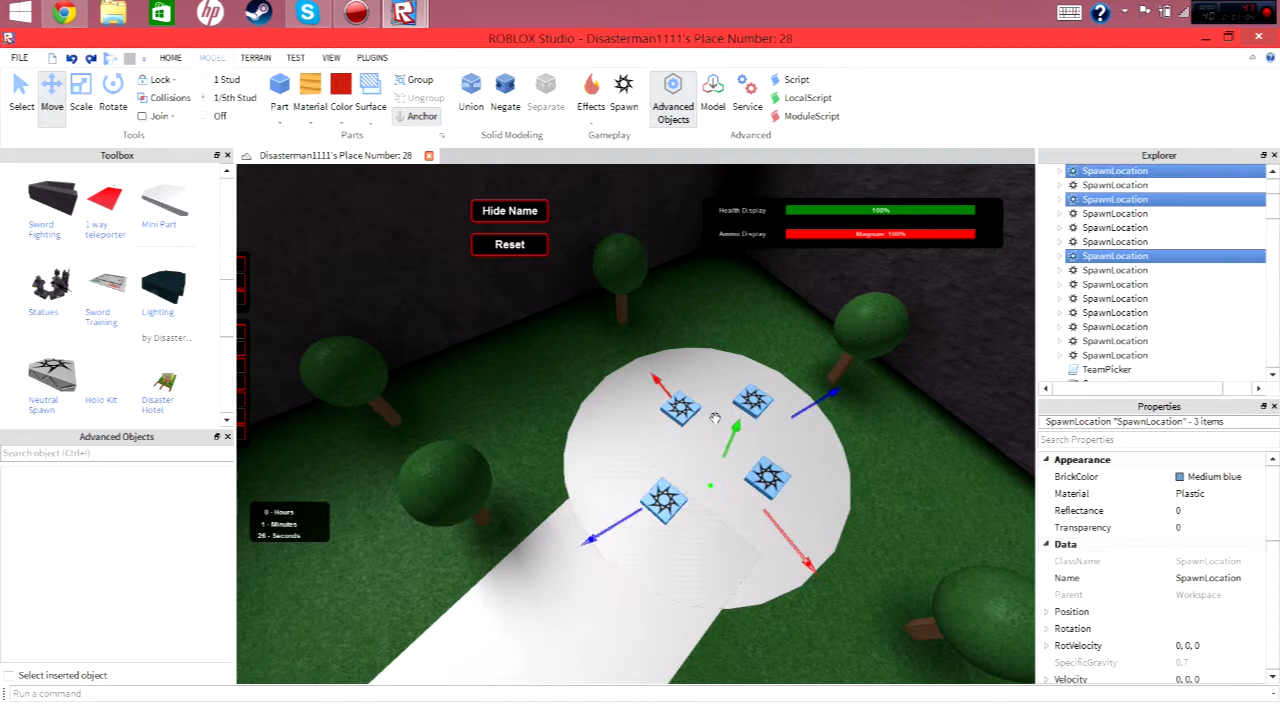 ROBLOX Studio - Disasterman1111's Place Number: 28
FILE HOME MODEL TERRAIN TEST VIEW PLUGINS
Select Move Scale Rotate
Lock
Collisions
Join
1 Stud
1/5th Stud
Off
Part Material Color Surface
Group
Ungroup
Anchor
Union Negate Separate
Effects Spawn
Advanced Objects
Model Service
Script
LocalScript
ModuleScript
Tools Parts Solid Modeling Gameplay Advanced
Toolbox
Disasterman1111's Place Number: 28
Explorer
Sword Fighting
1 way teleporter
Mini Part
Statues
Sword Training
Lighting
by Disaster...
Neutral Spawn
Holo Kit
Disaster Hotel
Advanced Objects
Search object (Ctrl+I)
Select inserted object
Run a command
Hide Name
Reset
Health Display 100%
Ammo Display Magnum 100%
0 - Hours
1 - Minutes
26 - Seconds
SpawnLocation
SpawnLocation
SpawnLocation
SpawnLocation
SpawnLocation
SpawnLocation
SpawnLocation
SpawnLocation
SpawnLocation
SpawnLocation
SpawnLocation
SpawnLocation
SpawnLocation
SpawnLocation
TeamPicker
Properties
SpawnLocation "SpawnLocation" - 3 items
Search Properties
Appearance
BrickColor Medium blue
Material Plastic
Reflectance 0
Transparency 0
Data
ClassName SpawnLocation
Name SpawnLocation
Parent Workspace
Position
Rotation
RotVelocity 0, 0, 0
SpecificGravity 0.7
Velocity 0, 0, 0